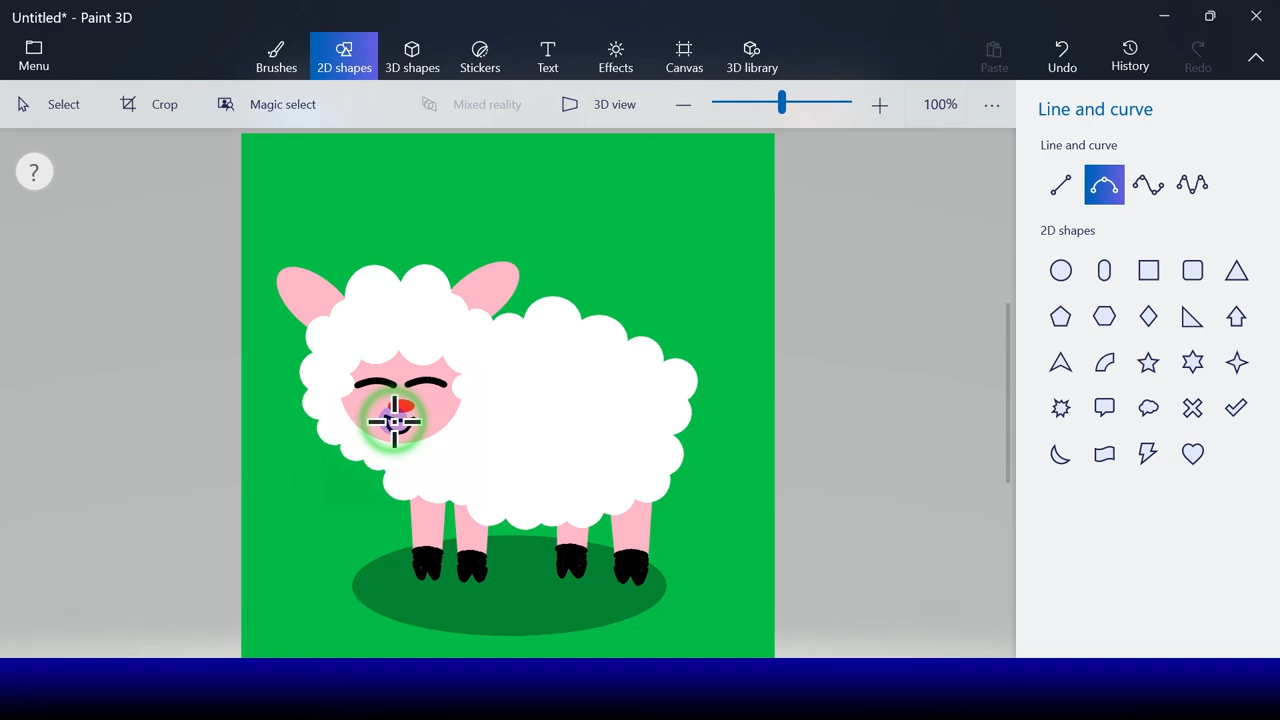 Untitled* - Paint 3D
Menu
Brushes
2D shapes
3D shapes
Stickers
Text
Effects
Canvas
3D library
Paste
Undo
History
Redo
Select
Crop
Magic select
Mixed reality
3D view
100%
?
Line and curve
Line and curve
2D shapes